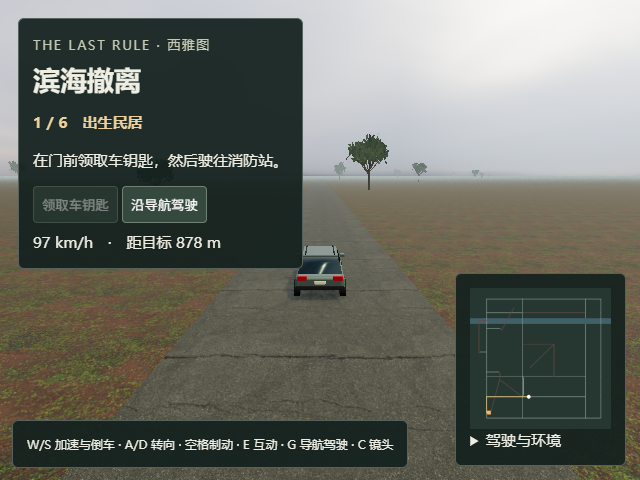 THE LAST RULE · 西雅图
滨海撤离
1 / 6 出生民居
在门前领取车钥匙，然后驶往消防站。
领取车钥匙 沿导航驾驶
97 km/h · 距目标 878 m
▶ 驾驶与环境
W/S 加速与倒车 · A/D 转向 · 空格制动 · E 互动 · G 导航驾驶 · C 镜头